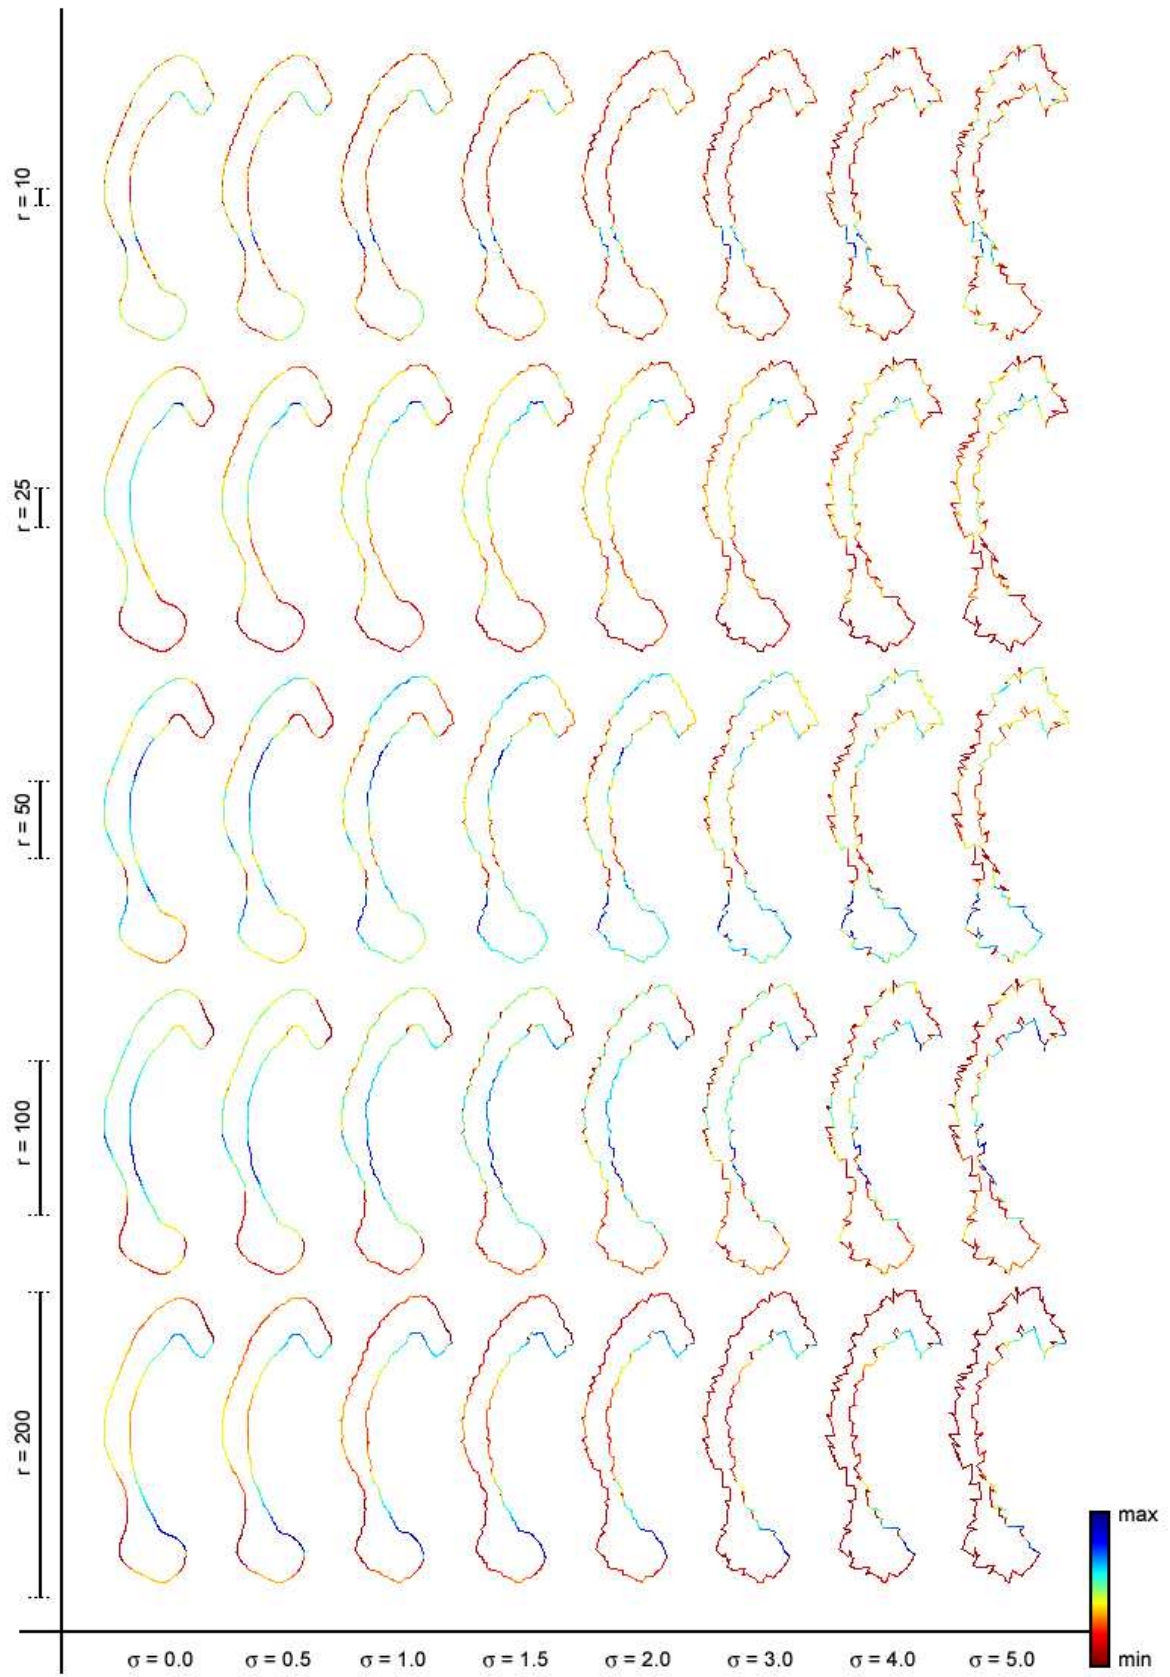 r = 10
r = 25
r = 50
r = 100
r = 200
max
min
σ = 0.0 σ = 0.5 σ = 1.0 σ = 1.5 σ = 2.0 σ = 3.0 σ = 4.0 σ = 5.0